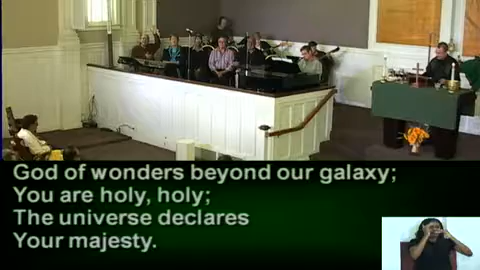 God of wonders beyond our galaxy;
You are holy, holy;
The universe declares
Your majesty.